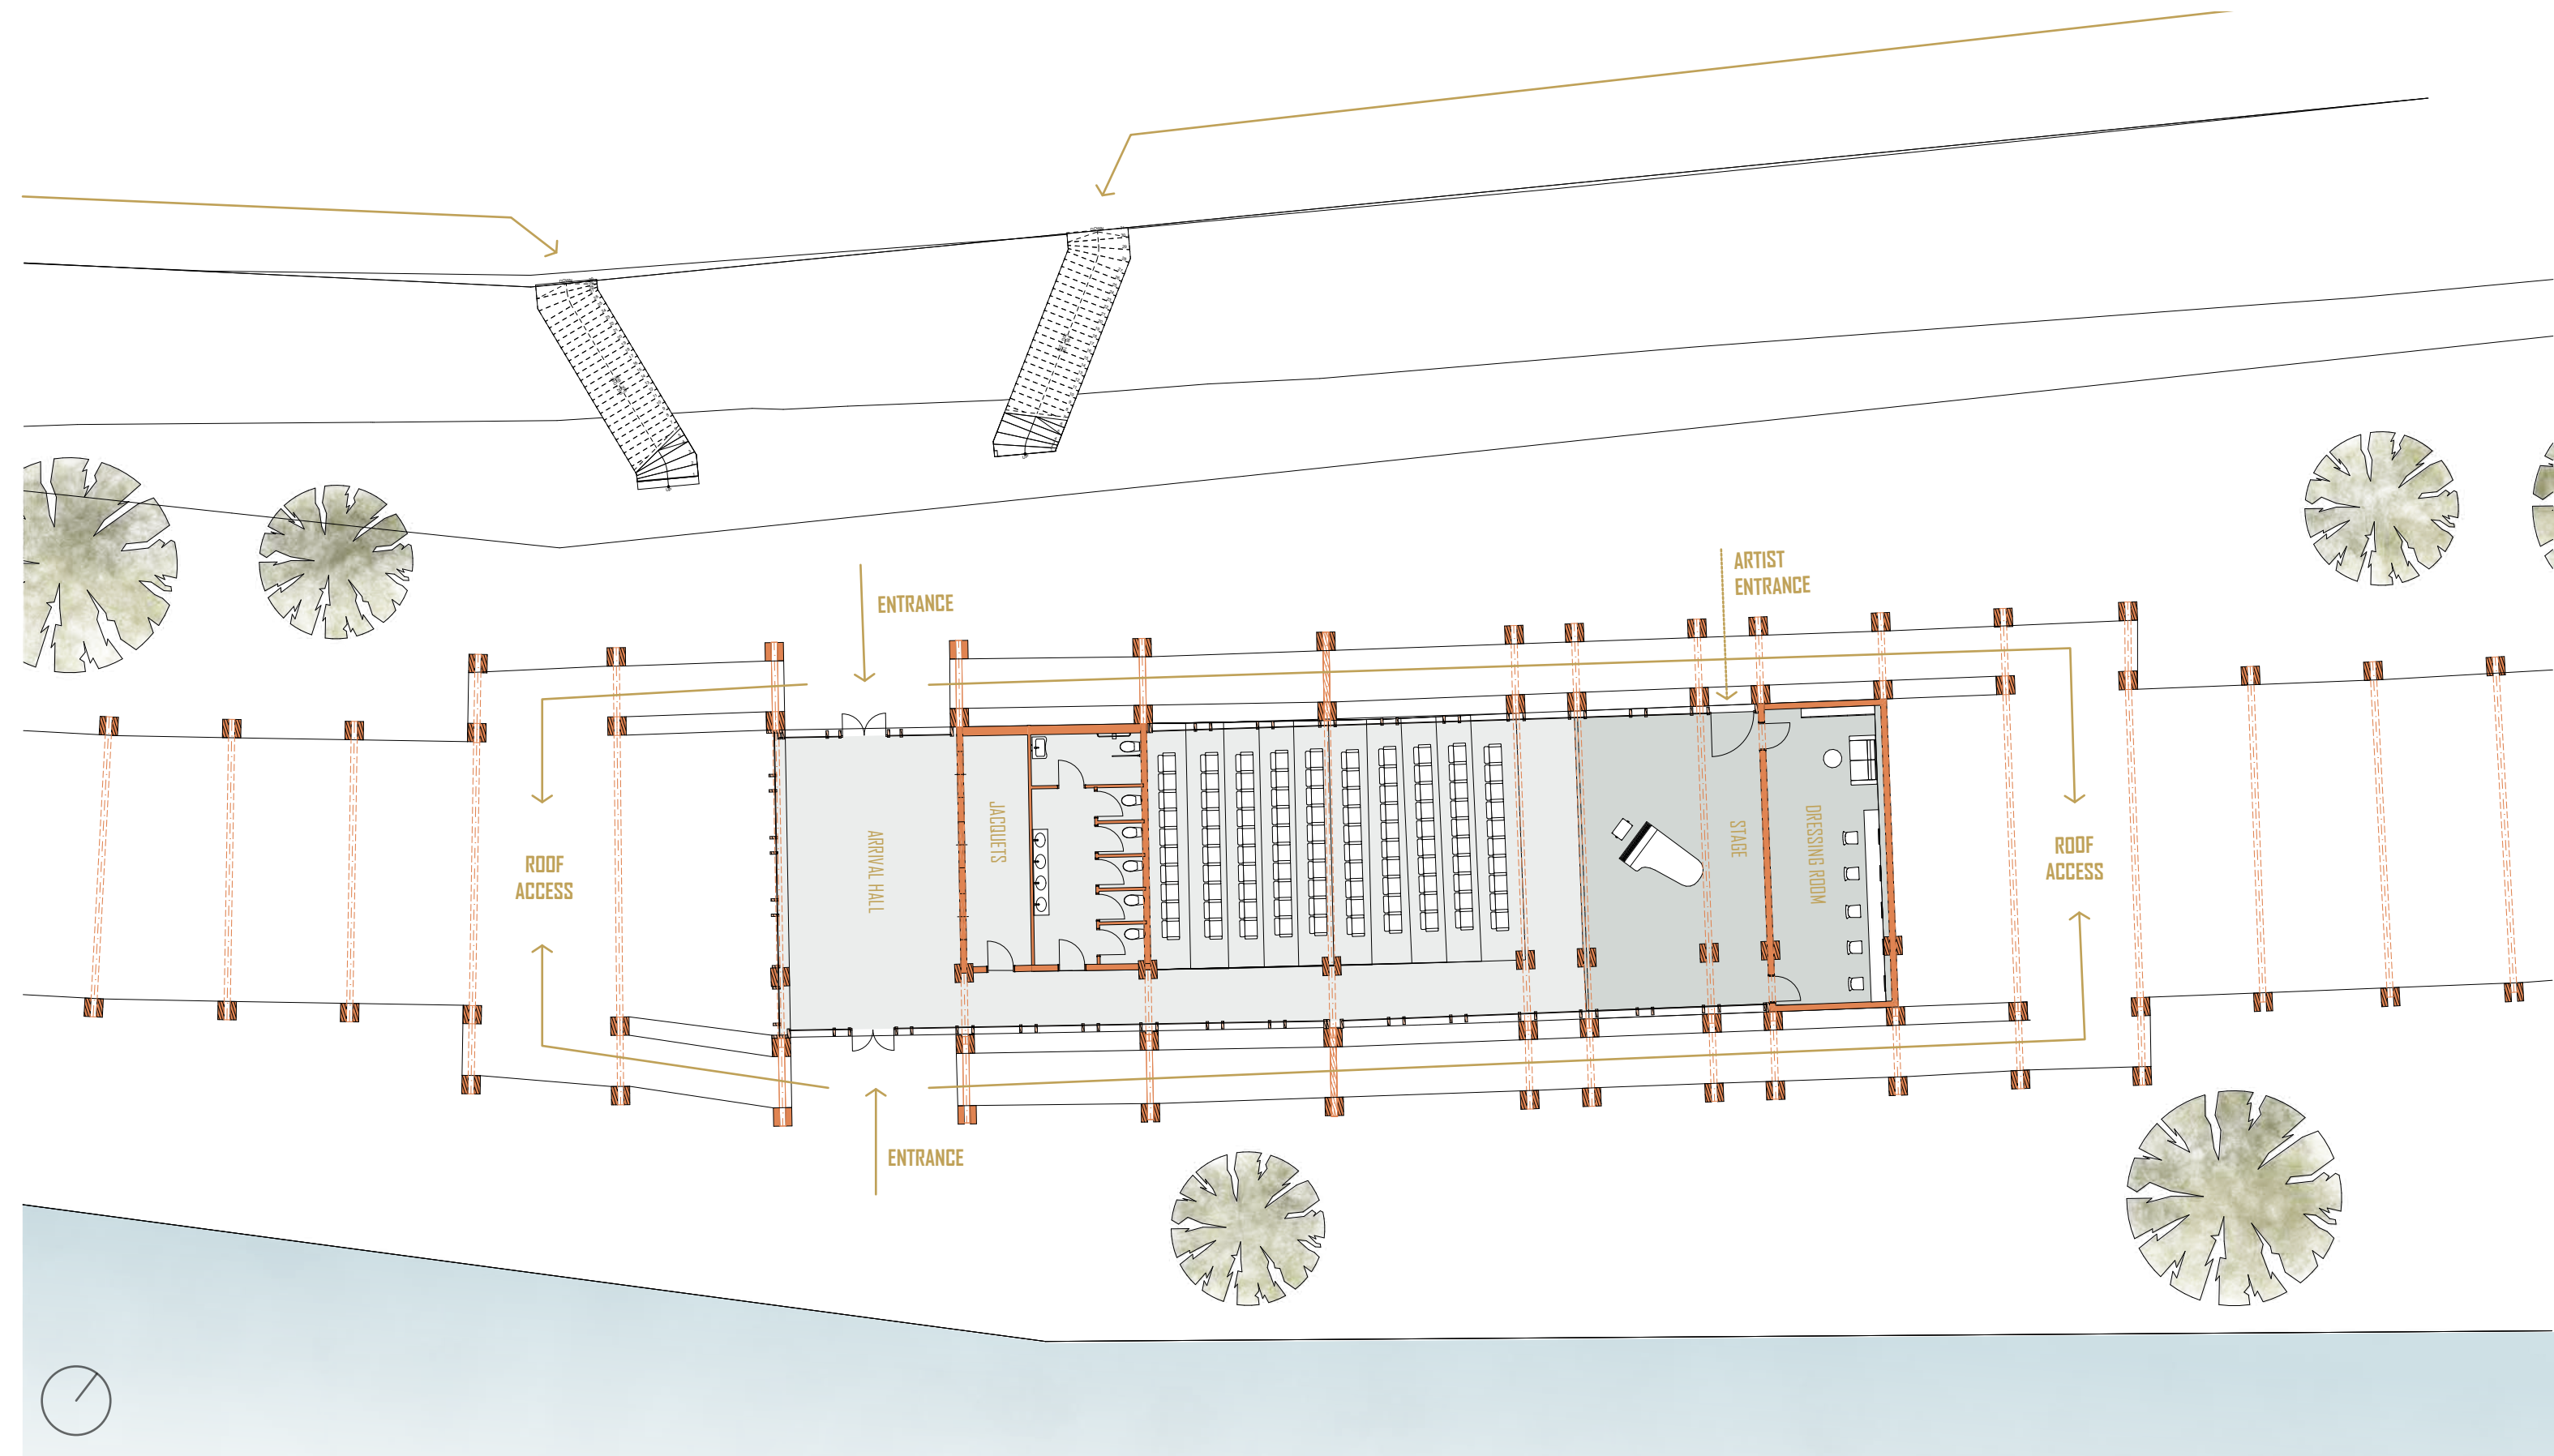 ARTIST
ENTRANCE
ENTRANCE
JACQUETS
ARRIVAL HALL
STAGE
DRESSING ROOM
ROOF
ACCESS
ROOF
ACCESS
ENTRANCE